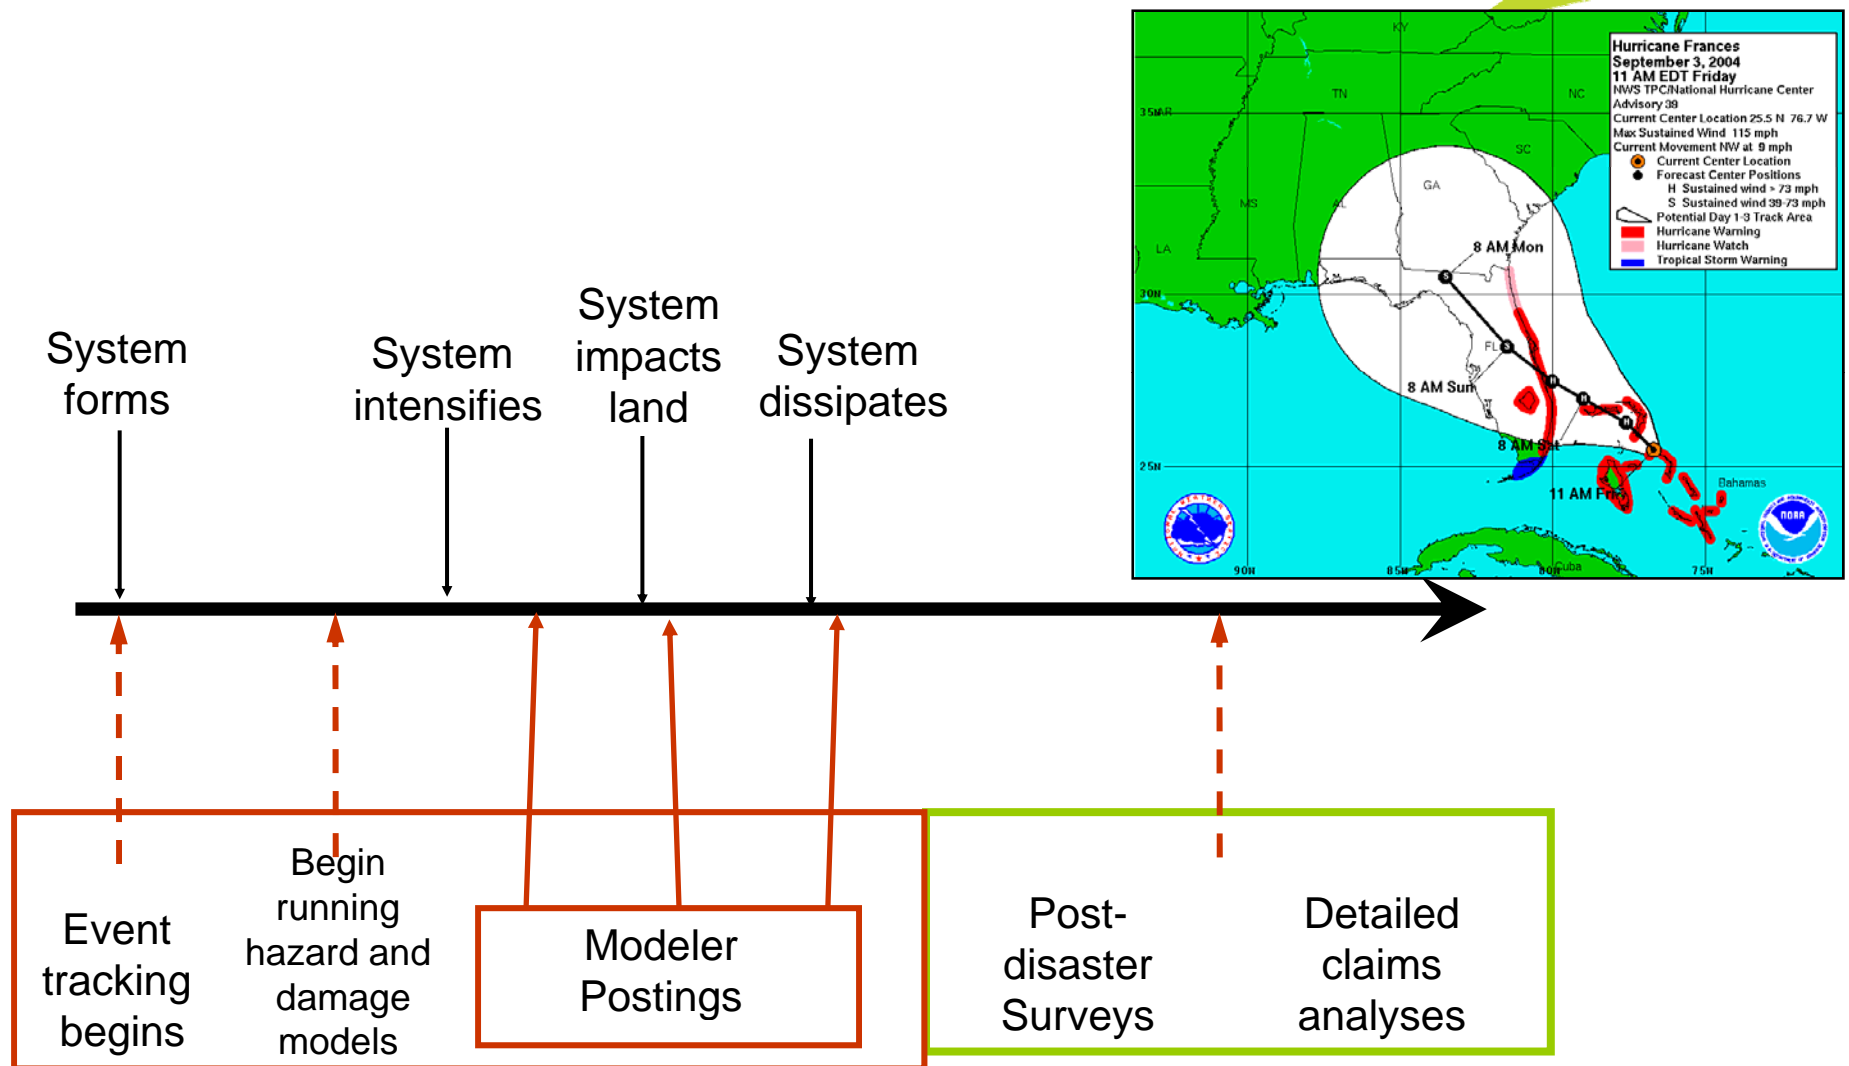 System
forms
System
intensifies
System
impacts
land
System
dissipates
Hurricane Frances
September 3, 2004
11 AM EDT Friday
NWS TPC/National Hurricane Center
Advisory 39
Current Center Location 25.5 N 76.7 W
Max Sustained Wind 115 mph
Current Movement NW at 9 mph
Current Center Location
Forecast Center Positions
H Sustained wind > 73 mph
S Sustained wind 39-73 mph
Potential Day 1-3 Track Area
Hurricane Warning
Hurricane Watch
Tropical Storm Warning
KY
TN
NC
35N
AR
SC
GA
MS
AL
LA
8 AM Mon
S
30N
FL
S
8 AM Sun
H
H
H
8 AM Sat
25N
11 AM Fri
Bahamas
NOAA
Cuba
90W
85W
80W
75W
Event
tracking
begins
Begin
running
hazard and
damage
models
Modeler
Postings
Post-
disaster
Surveys
Detailed
claims
analyses